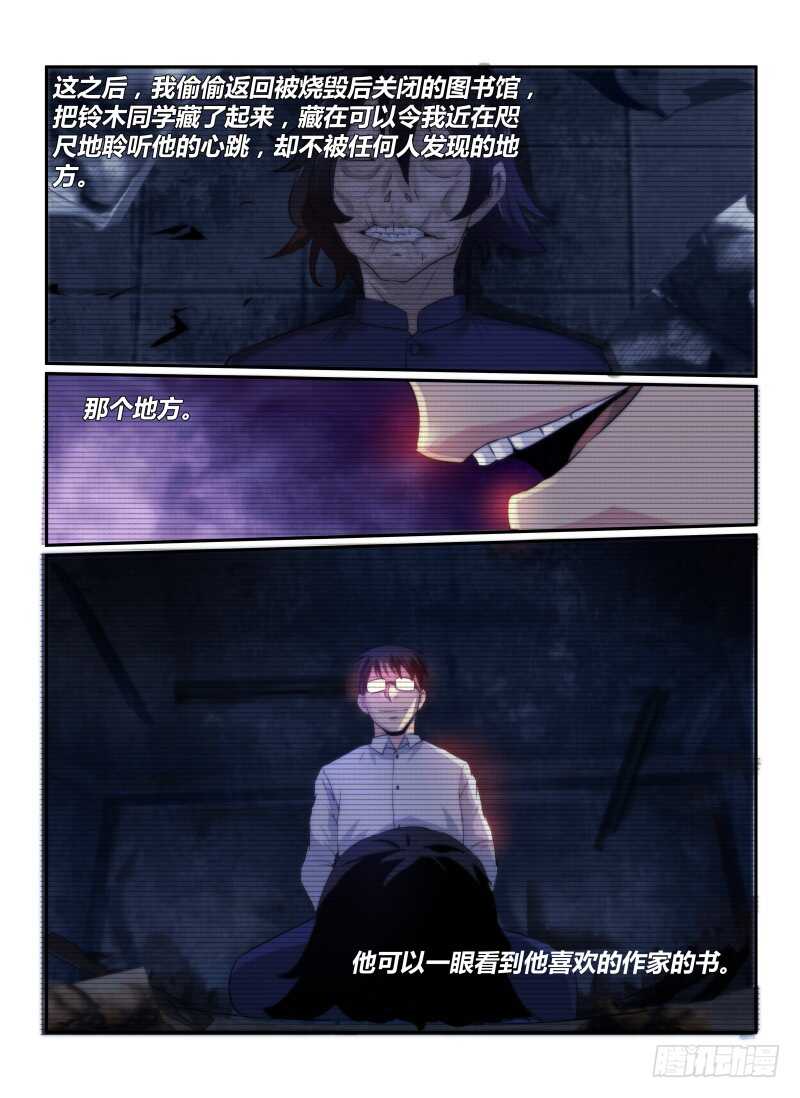 这之后，我偷偷返回被烧毁后关闭的图书馆，
把铃木同学藏了起来，藏在可以令我近在咫
尺地聆听他的心跳，却不被任何人发现的地
方。
那个地方。
他可以一眼看到他喜欢的作家的书。
腾讯动漫